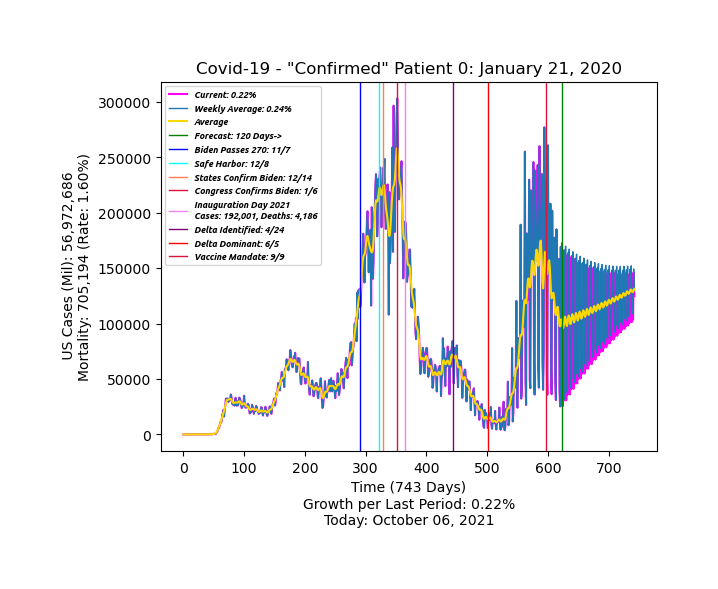 Covid-19 - "Confirmed" Patient 0: January 21, 2020
300000
250000
200000
150000
100000
50000
0
US Cases (Mil): 56,972,686
Mortality: 705,194 (Rate: 1.60%)
Current: 0.22%
Weekly Average: 0.24%
Average
Forecast: 120 Days->
Biden Passes 270: 11/7
Safe Harbor: 12/8
States Confirm Biden: 12/14
Congress Confirms Biden: 1/6
Inauguration Day 2021
Cases: 192,001, Deaths: 4,186
Delta Identified: 4/24
Delta Dominant: 6/5
Vaccine Mandate: 9/9
0 100 200 300 400 500 600 700
Time (743 Days)
Growth per Last Period: 0.22%
Today: October 06, 2021